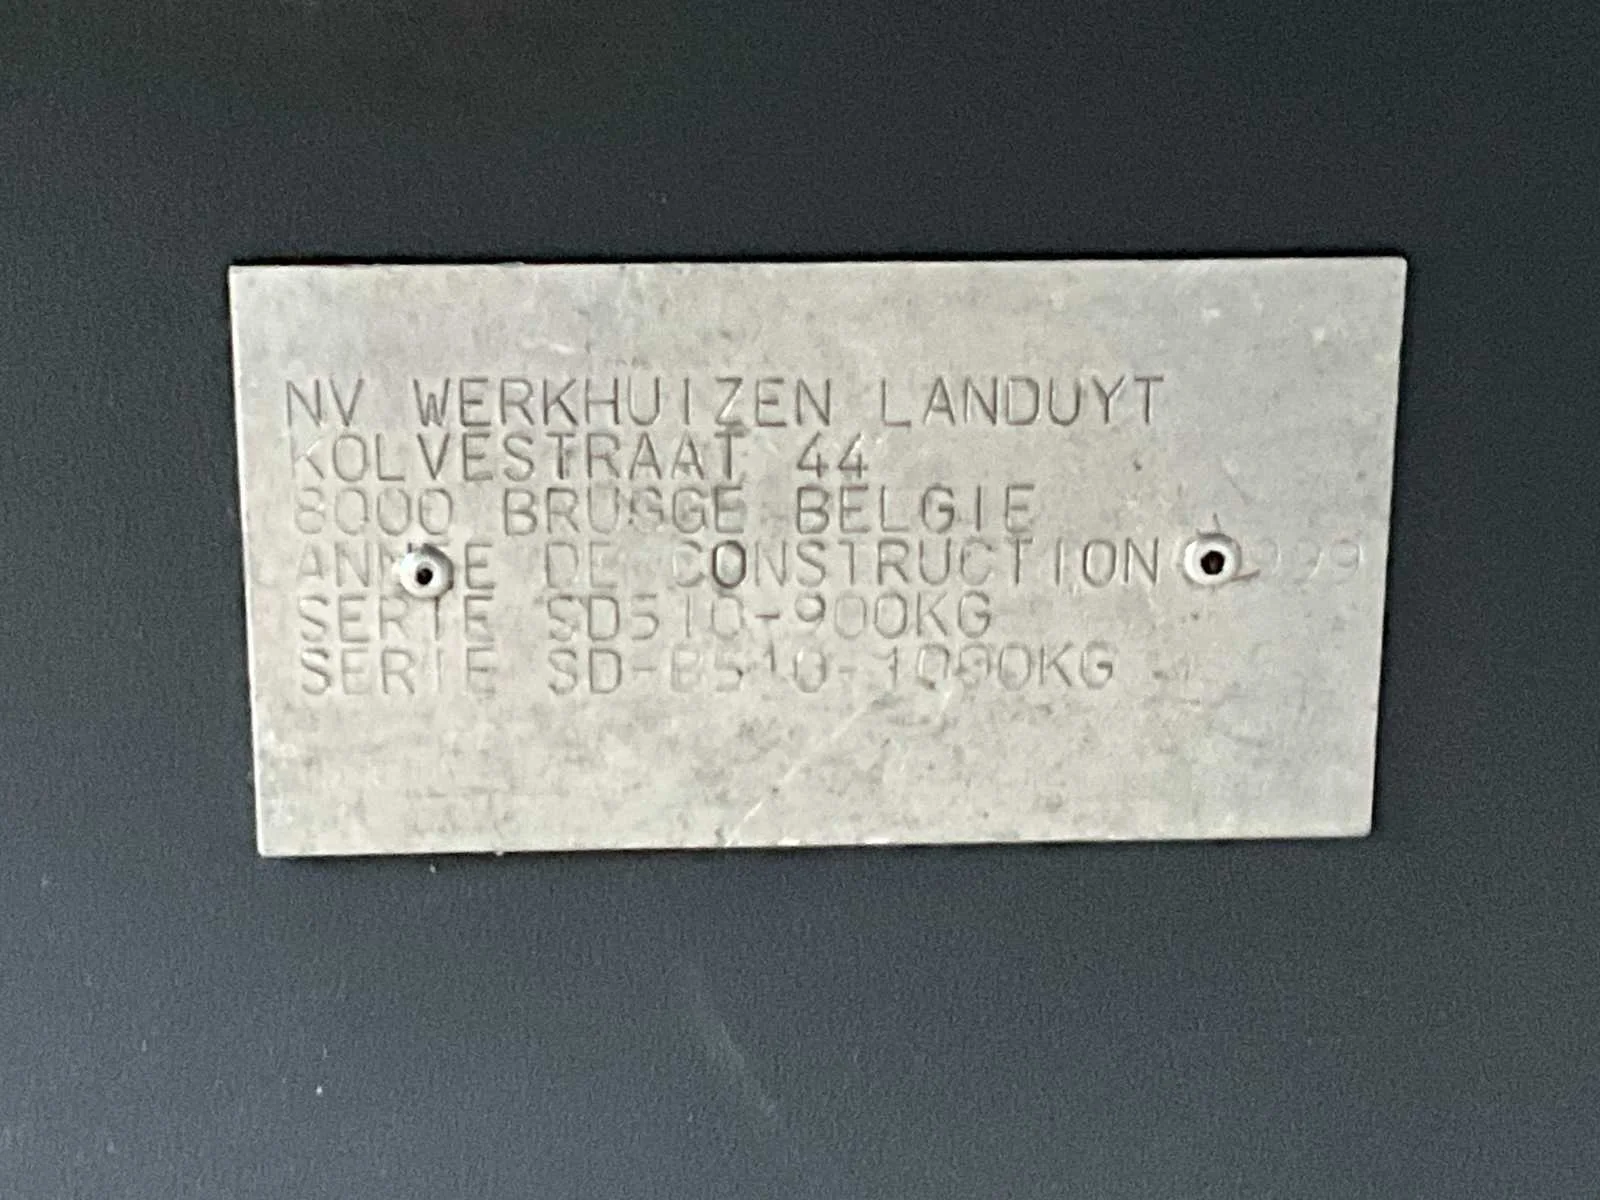 NV WERKHUIZEN LANDUYT
KOLVESTRAAT 44
8000 BRUGGE BELGIE
ANNEE DE CONSTRUCTION
SERIE SD510-900KG
SERIE SD-B510-1000KG